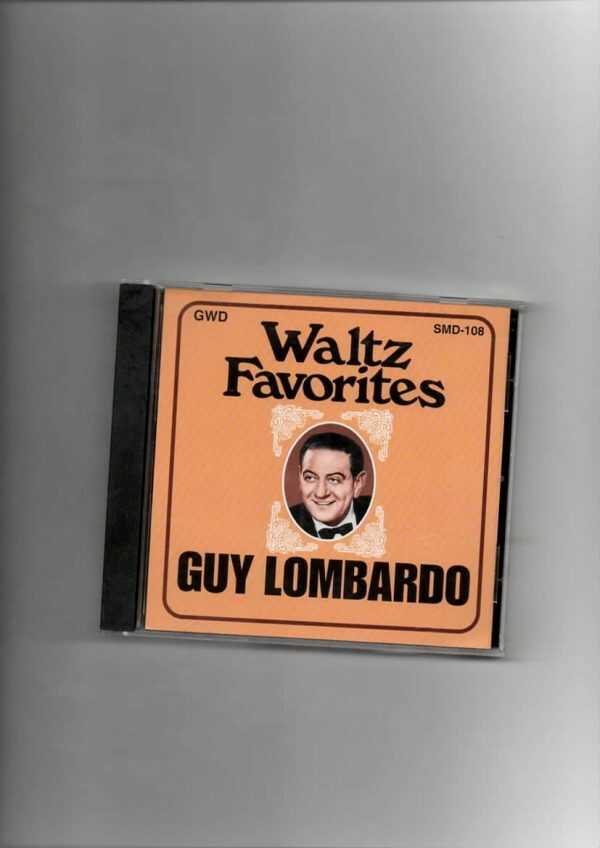 GWD
SMD-108
Waltz
Favorites
GUY LOMBARDO